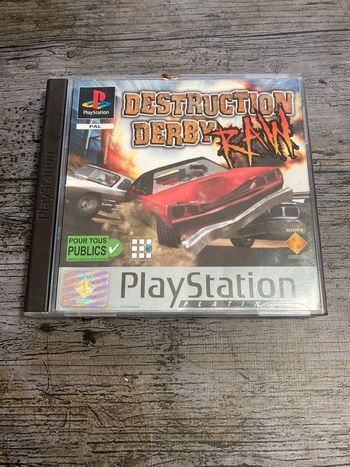 DESTRUCTION
DERBY
RAW
PlayStation
PAL
PlayStation
POUR TOUS
PUBLICS
SONY
PlayStation
PLATINUM